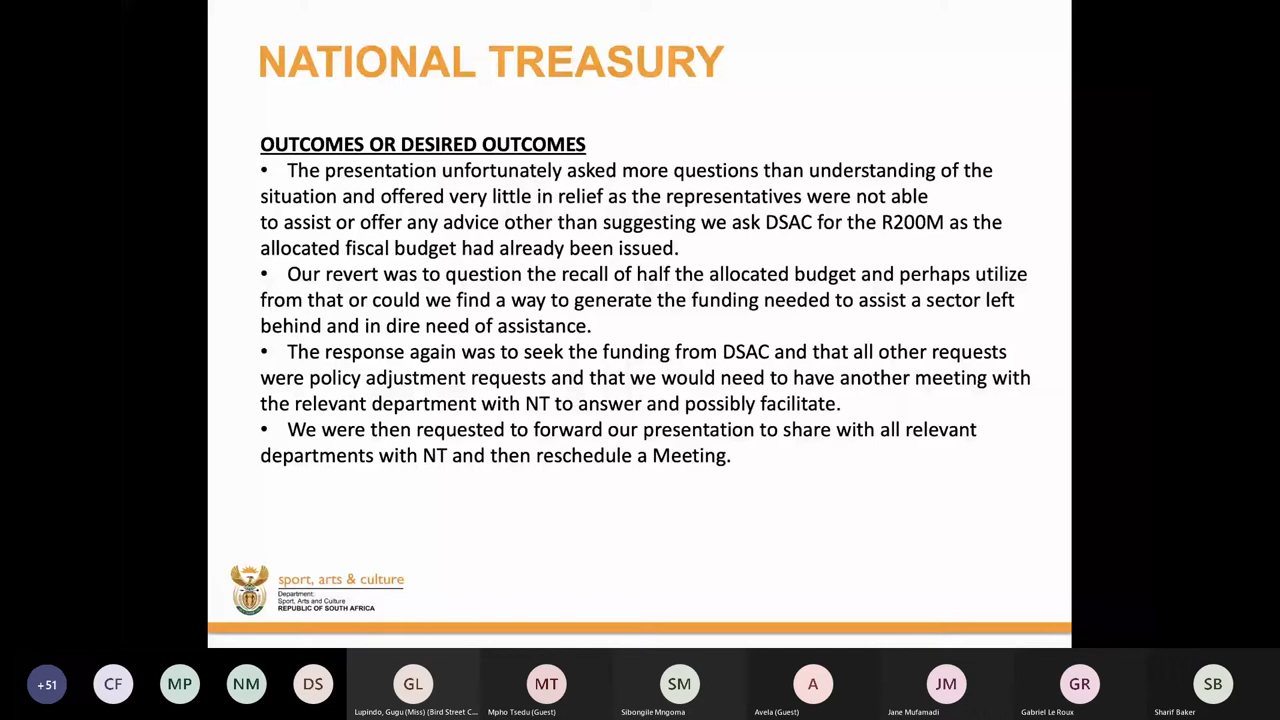 NATIONAL TREASURY
OUTCOMES OR DESIRED OUTCOMES
• The presentation unfortunately asked more questions than understanding of the
situation and offered very little in relief as the representatives were not able
to assist or offer any advice other than suggesting we ask DSAC for the R200M as the
allocated fiscal budget had already been issued.
• Our revert was to question the recall of half the allocated budget and perhaps utilize
from that or could we find a way to generate the funding needed to assist a sector left
behind and in dire need of assistance.
• The response again was to seek the funding from DSAC and that all other requests
were policy adjustment requests and that we would need to have another meeting with
the relevant department with NT to answer and possibly facilitate.
• We were then requested to forward our presentation to share with all relevant
departments with NT and then reschedule a Meeting.
sport, arts & culture
Department:
Sport, Arts and Culture
REPUBLIC OF SOUTH AFRICA
+51 CF MP NM DS GL MT SM A JM GR SB
Lupindo, Gugu (Miss) (Bird Street C... Mpho Tsedu (Guest) Sibongile Mngoma Avela (Guest) Jane Mufamadi Gabriel Le Roux Sharif Baker